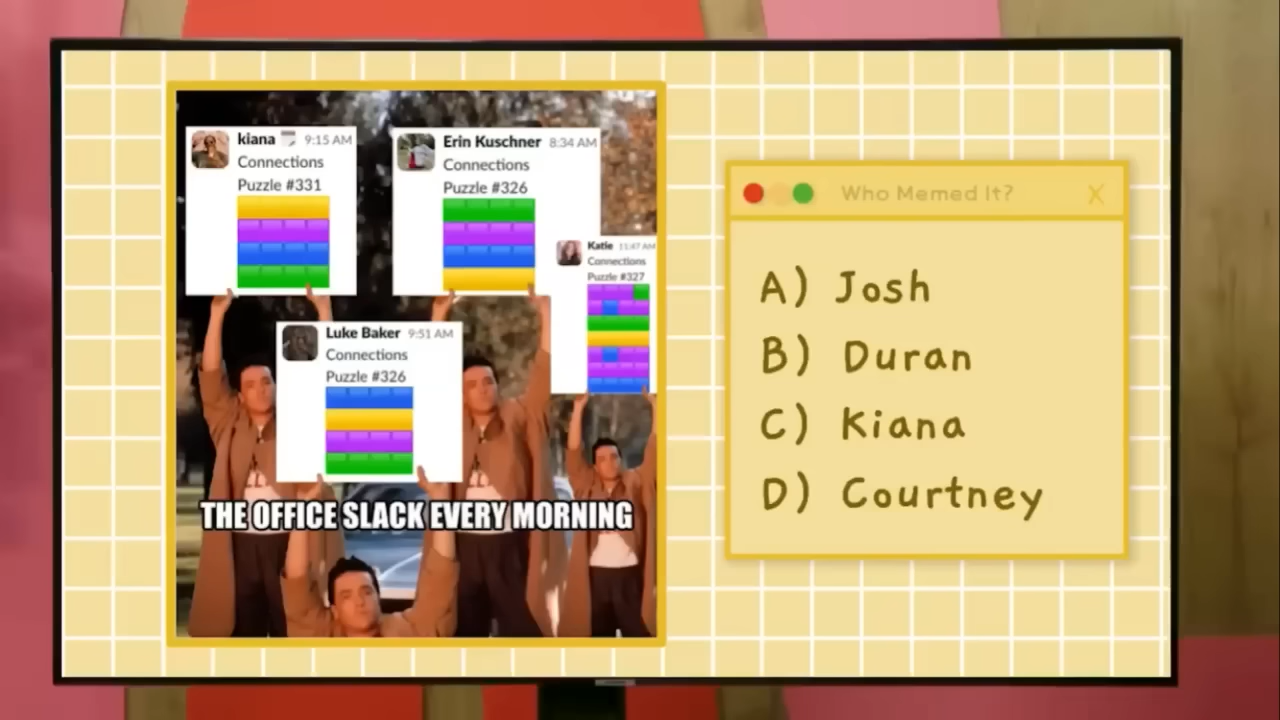 kiana 9:15 AM
Connections
Puzzle #331
Erin Kuschner 8:34 AM
Connections
Puzzle #326
Katie 11:47 AM
Connections
Puzzle #327
Luke Baker 9:51 AM
Connections
Puzzle #326
THE OFFICE SLACK EVERY MORNING
Who Memed It? X
A) Josh
B) Duran
C) Kiana
D) Courtney